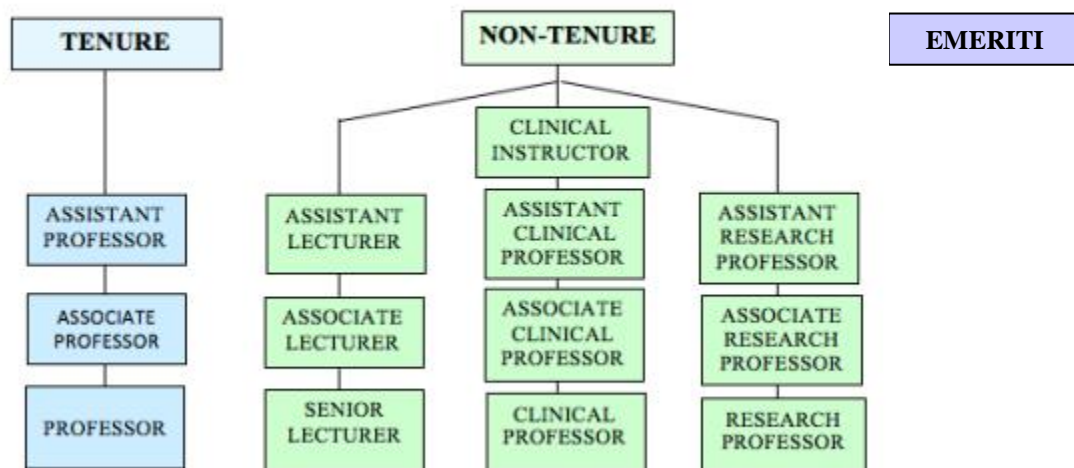 TENURE
NON-TENURE
EMERITI
ASSISTANT
PROFESSOR
ASSOCIATE
PROFESSOR
PROFESSOR
ASSISTANT
LECTURER
ASSOCIATE
LECTURER
SENIOR
LECTURER
CLINICAL
INSTRUCTOR
ASSISTANT
CLINICAL
PROFESSOR
ASSOCIATE
CLINICAL
PROFESSOR
CLINICAL
PROFESSOR
ASSISTANT
RESEARCH
PROFESSOR
ASSOCIATE
RESEARCH
PROFESSOR
RESEARCH
PROFESSOR